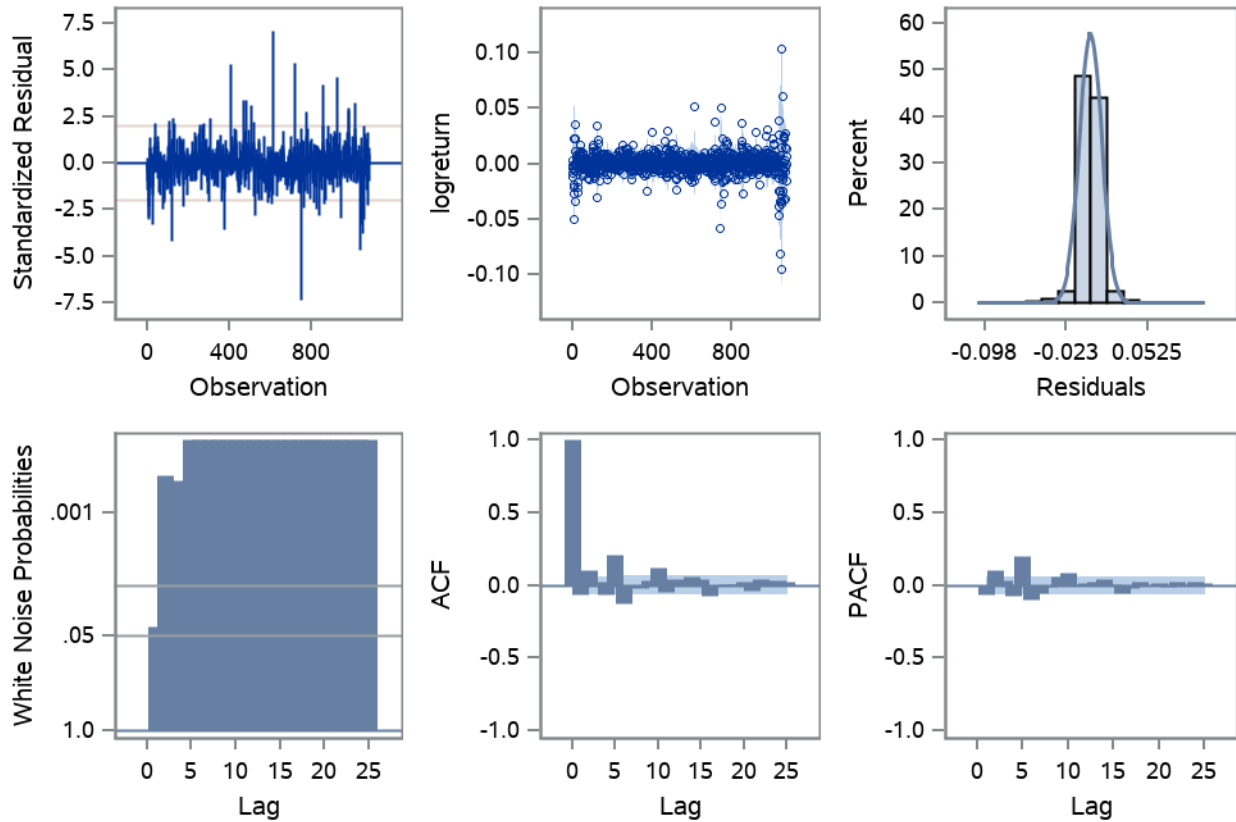 Standardized Residual
7.5
5.0
2.5
0.0
-2.5
-5.0
-7.5
0 400 800
Observation
logreturn
0.10
0.05
0.00
-0.05
-0.10
0 400 800
Observation
Percent
60
50
40
30
20
10
0
-0.098 -0.023 0.0525
Residuals
White Noise Probabilities
.001
.05
1.0
0 5 10 15 20 25
Lag
ACF
1.0
0.5
0.0
-0.5
-1.0
0 5 10 15 20 25
Lag
PACF
1.0
0.5
0.0
-0.5
-1.0
0 5 10 15 20 25
Lag